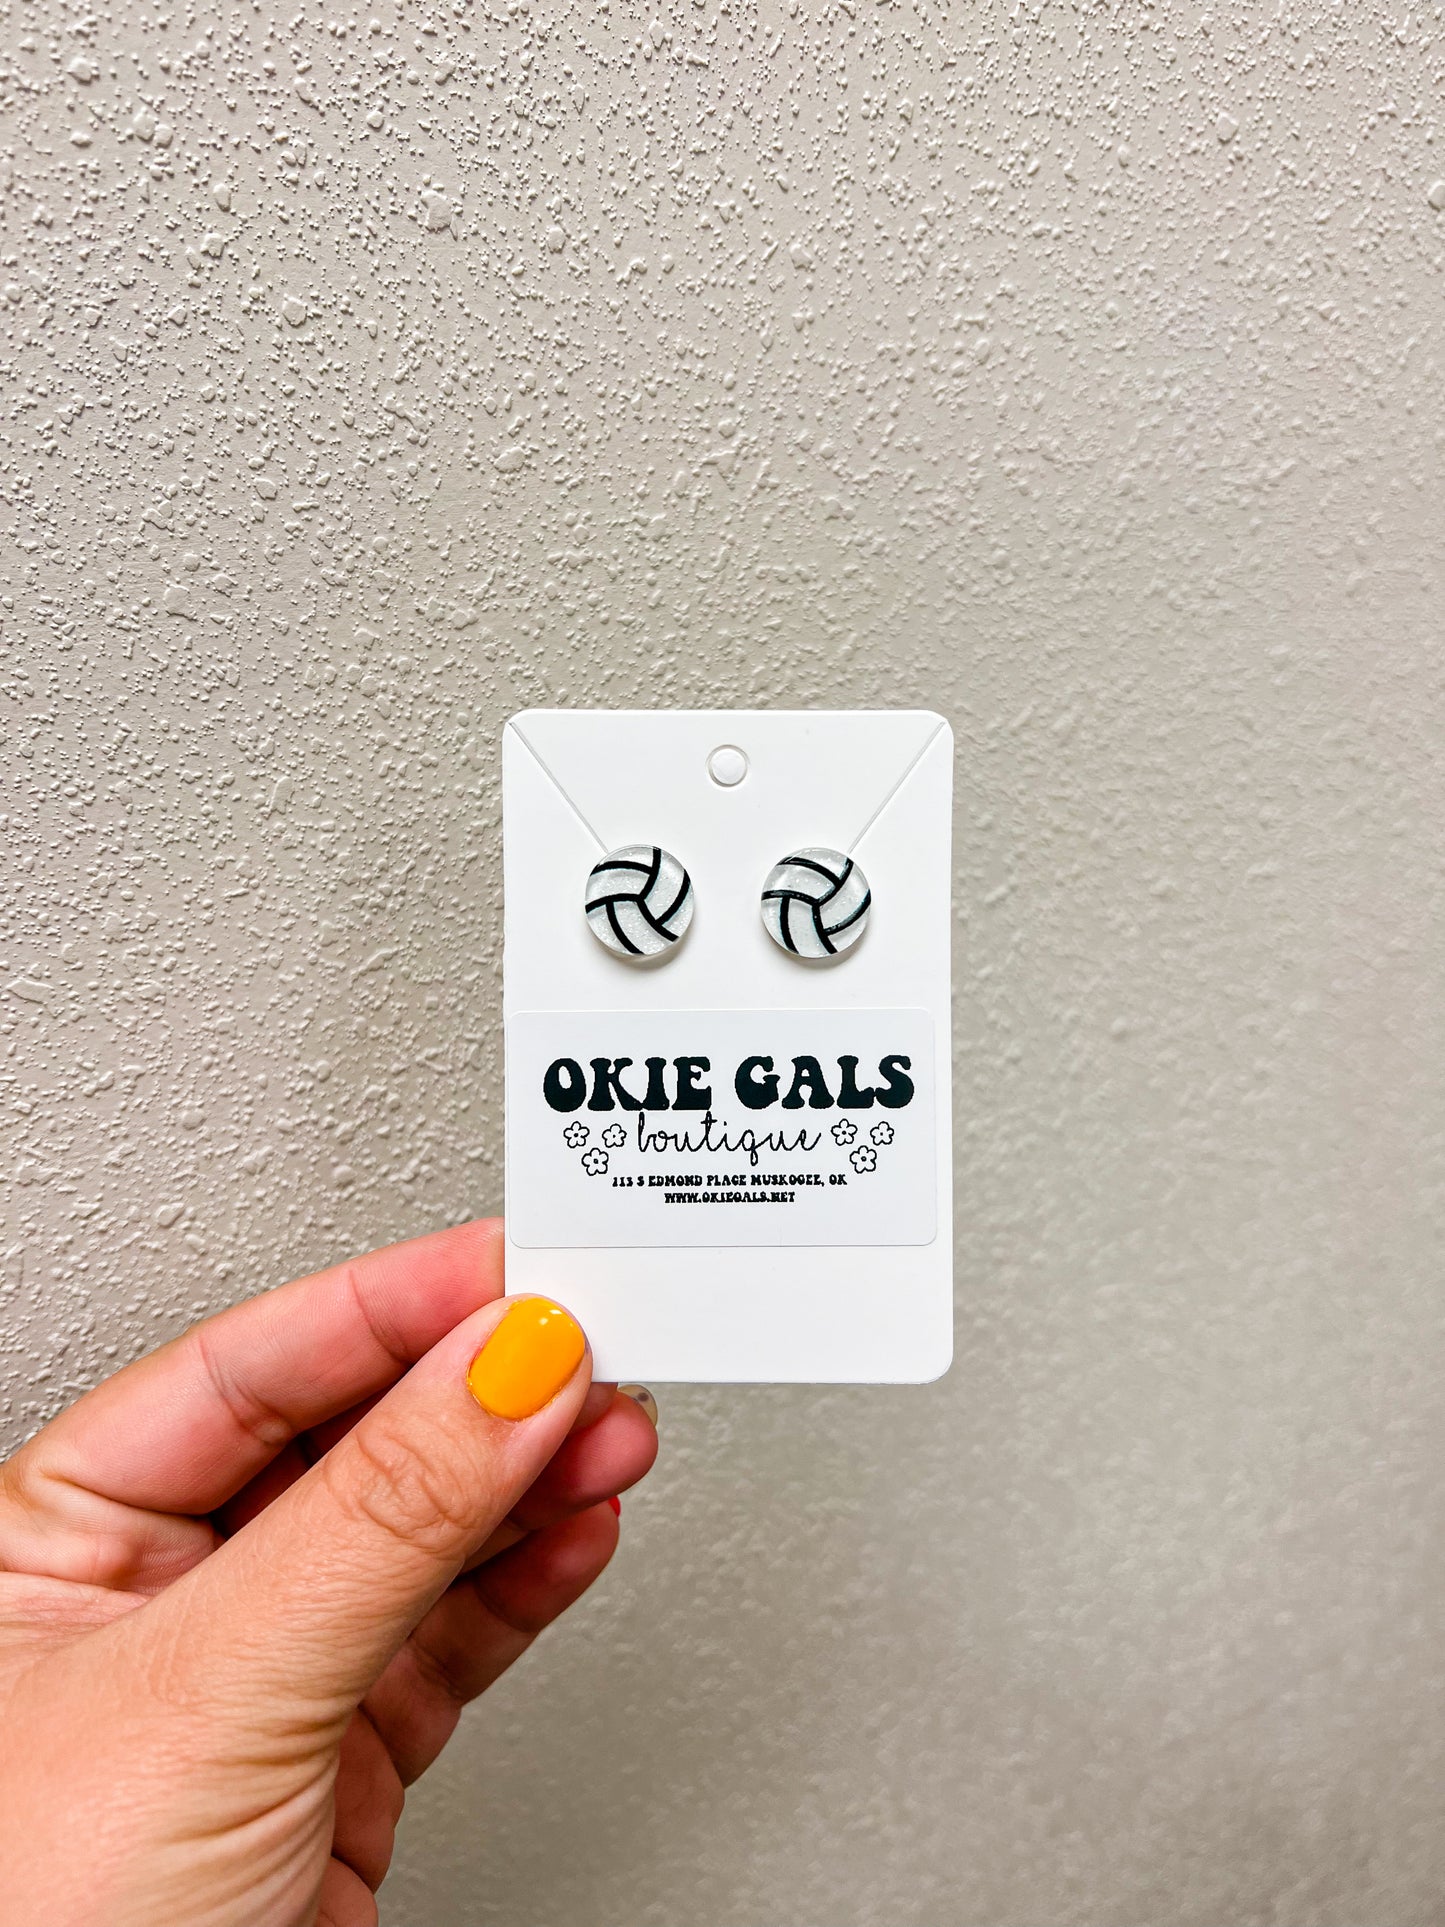 OKIE GALS
boutique
113 S EDMOND PLACE MUSKOGEE, OK
WWW.OKIEGALS.NET